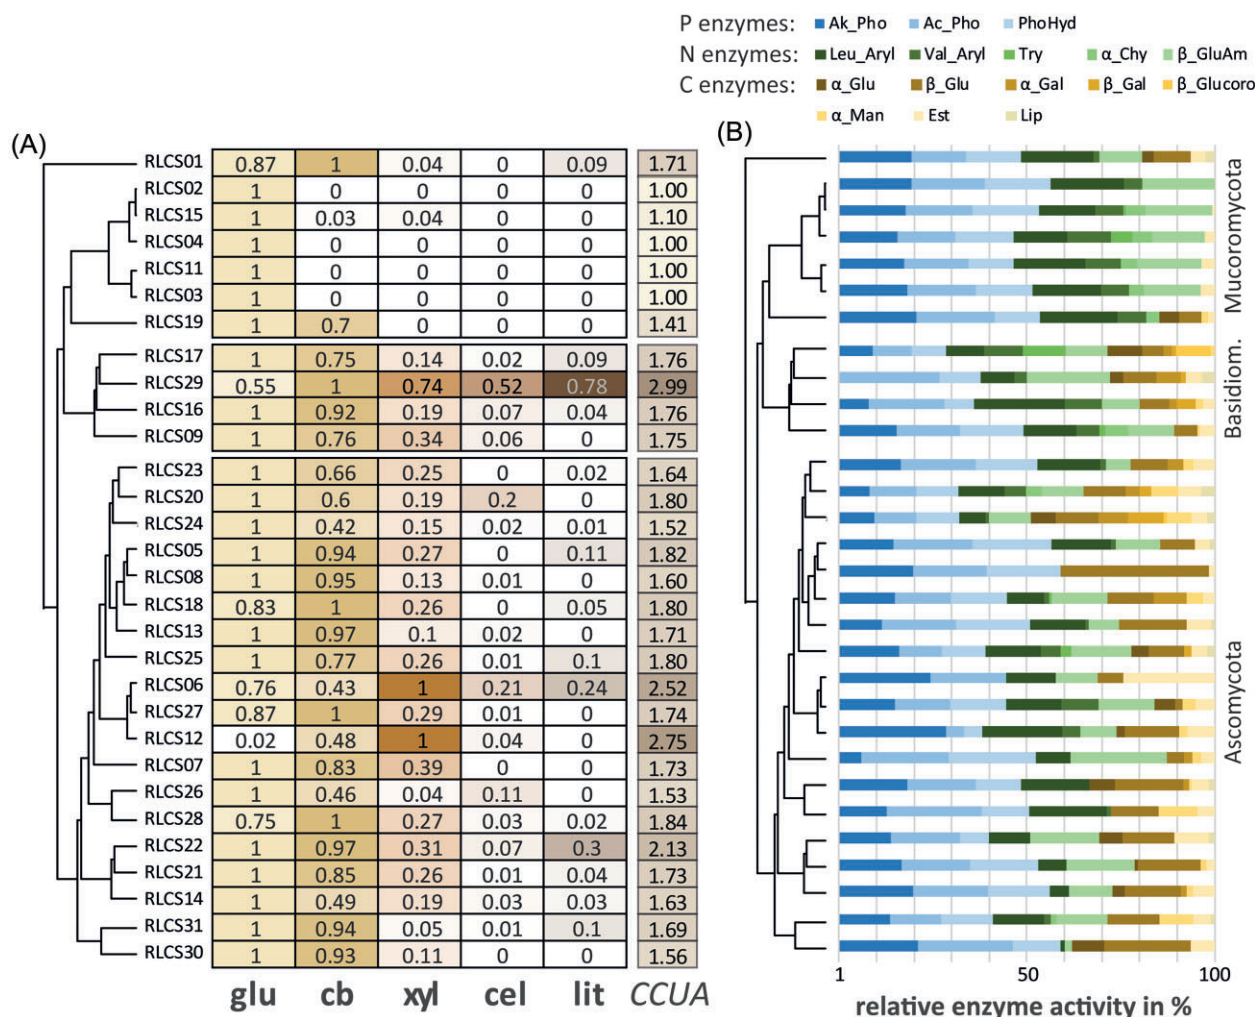 P enzymes: Ak_Pho Ac_Pho PhoHyd
N enzymes: Leu_Aryl Val_Aryl Try α_Chy β_GluAm
C enzymes: α_Glu β_Glu α_Gal β_Gal β_Glucoro
α_Man Est Lip
(A) (B)
RLCS01 0.87 1 0.04 0 0.09 1.71
RLCS02 1 0 0 0 0 1.00
RLCS15 1 0.03 0.04 0 0 1.10
RLCS04 1 0 0 0 0 1.00
RLCS11 1 0 0 0 0 1.00
RLCS03 1 0 0 0 0 1.00
RLCS19 1 0.7 0 0 0 1.41
Mucoromycota
RLCS17 1 0.75 0.14 0.02 0.09 1.76
RLCS29 0.55 1 0.74 0.52 0.78 2.99
RLCS16 1 0.92 0.19 0.07 0.04 1.76
RLCS09 1 0.76 0.34 0.06 0 1.75
Basidiom.
RLCS23 1 0.66 0.25 0 0.02 1.64
RLCS20 1 0.6 0.19 0.2 0 1.80
RLCS24 1 0.42 0.15 0.02 0.01 1.52
RLCS05 1 0.94 0.27 0 0.11 1.82
RLCS08 1 0.95 0.13 0.01 0 1.60
RLCS18 0.83 1 0.26 0 0.05 1.80
RLCS13 1 0.97 0.1 0.02 0 1.71
RLCS25 1 0.77 0.26 0.01 0.1 1.80
RLCS06 0.76 0.43 1 0.21 0.24 2.52
RLCS27 0.87 1 0.29 0.01 0 1.74
RLCS12 0.02 0.48 1 0.04 0 2.75
RLCS07 1 0.83 0.39 0 0 1.73
RLCS26 1 0.46 0.04 0.11 0 1.53
RLCS28 0.75 1 0.27 0.03 0.02 1.84
RLCS22 1 0.97 0.31 0.07 0.3 2.13
RLCS21 1 0.85 0.26 0.01 0.04 1.73
RLCS14 1 0.49 0.19 0.03 0.03 1.63
RLCS31 1 0.94 0.05 0.01 0.1 1.69
RLCS30 1 0.93 0.11 0 0 1.56
Ascomycota
glu cb xyl cel lit CCUA
1 50 100
relative enzyme activity in %